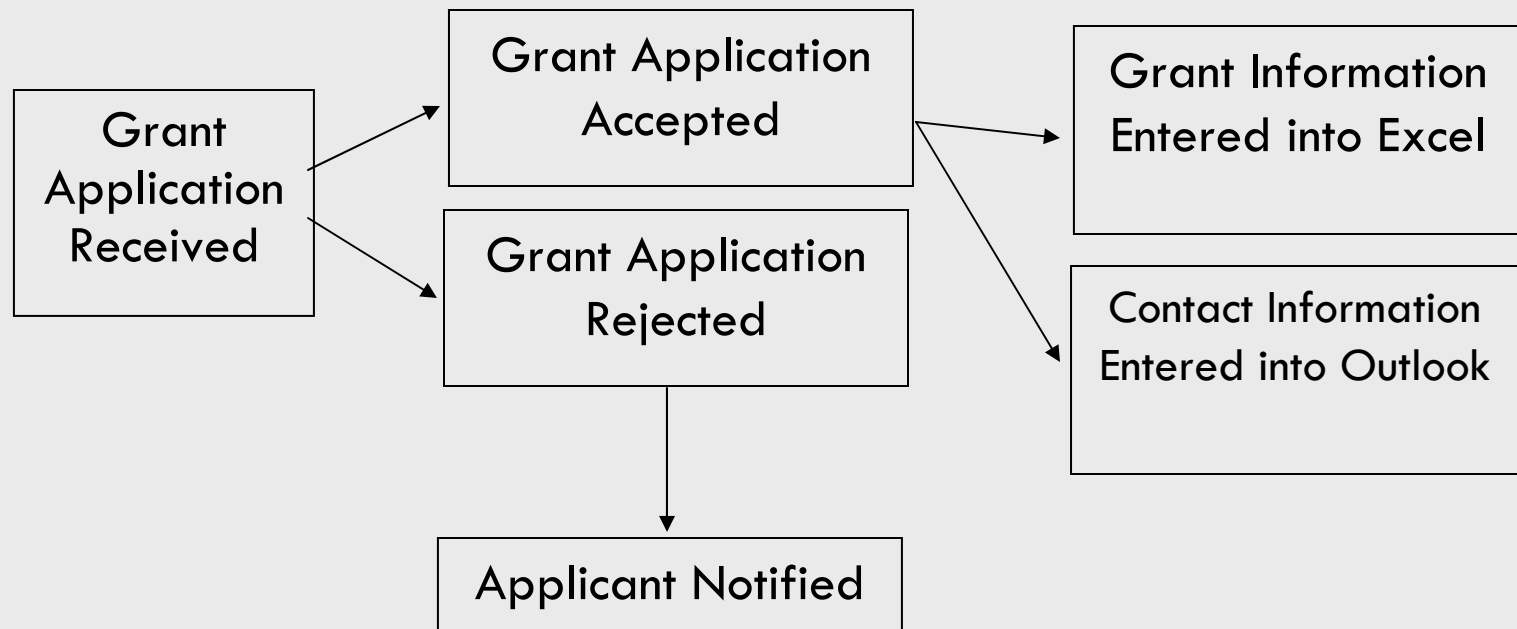 Grant
Application
Received
Grant Application
Accepted
Grant Application
Rejected
Applicant Notified
Grant Information
Entered into Excel
Contact Information
Entered into Outlook